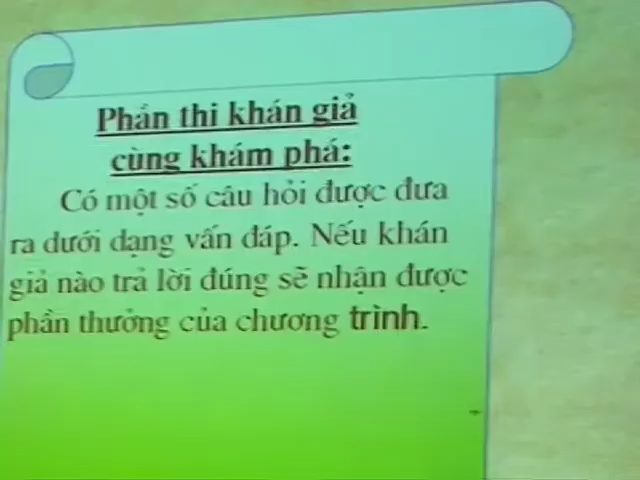 Phần thi khán giả
cùng khám phá:
Có một số câu hỏi được đưa
ra dưới dạng vấn đáp. Nếu khán
giả nào trả lời đúng sẽ nhận được
phần thưởng của chương trình.